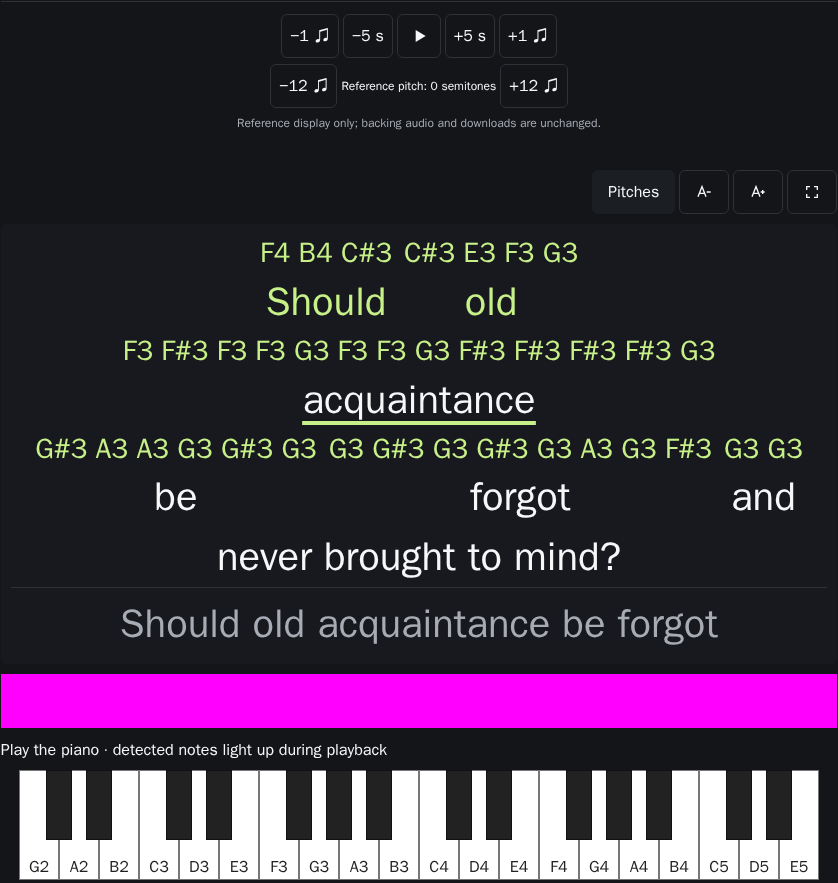 −1 ♫ −5 s ▶ +5 s +1 ♫
−12 ♫ Reference pitch: 0 semitones +12 ♫
Reference display only; backing audio and downloads are unchanged.
Pitches A- A+
F4 B4 C#3 C#3 E3 F3 G3
Should old
F3 F#3 F3 F3 G3 F3 F3 G3 F#3 F#3 F#3 F#3 G3
acquaintance
G#3 A3 A3 G3 G#3 G3 G3 G#3 G3 G#3 G3 A3 G3 F#3 G3 G3
be forgot and
never brought to mind?
Should old acquaintance be forgot
Play the piano · detected notes light up during playback
G2 A2 B2 C3 D3 E3 F3 G3 A3 B3 C4 D4 E4 F4 G4 A4 B4 C5 D5 E5